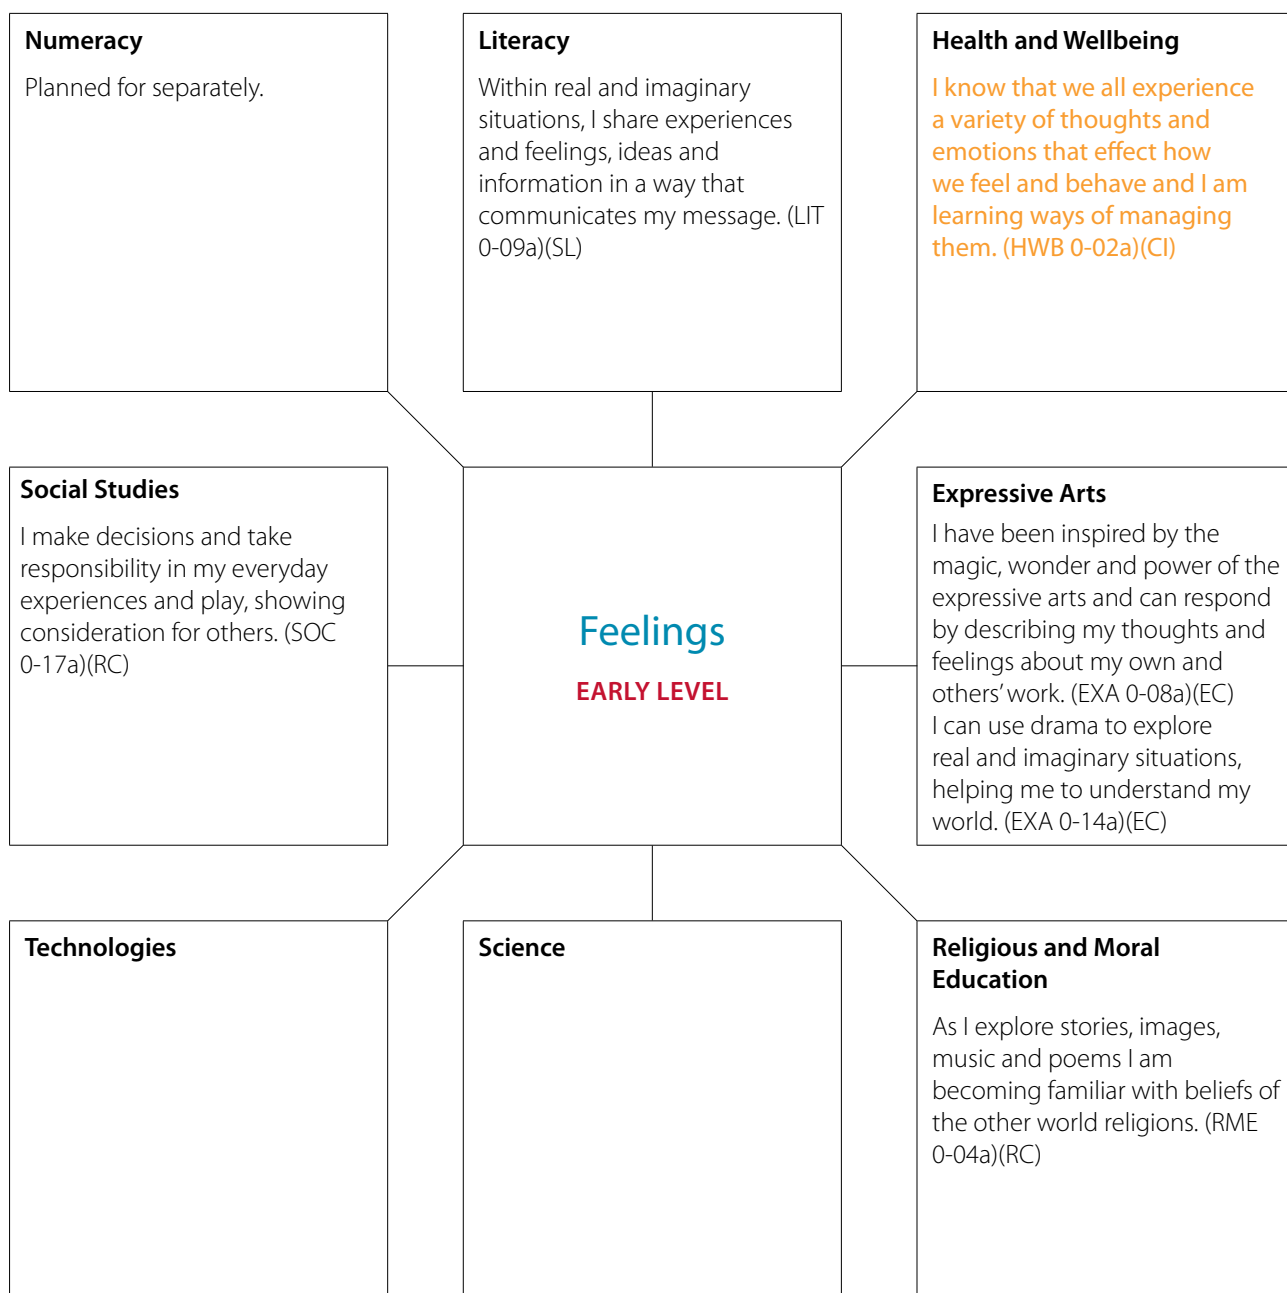 Numeracy
Planned for separately.
Literacy
Within real and imaginary
situations, I share experiences
and feelings, ideas and
information in a way that
communicates my message. (LIT
0-09a)(SL)
Health and Wellbeing
I know that we all experience
a variety of thoughts and
emotions that effect how
we feel and behave and I am
learning ways of managing
them. (HWB 0-02a)(CI)
Social Studies
I make decisions and take
responsibility in my everyday
experiences and play, showing
consideration for others. (SOC
0-17a)(RC)
Feelings
EARLY LEVEL
Expressive Arts
I have been inspired by the
magic, wonder and power of the
expressive arts and can respond
by describing my thoughts and
feelings about my own and
others' work. (EXA 0-08a)(EC)
I can use drama to explore
real and imaginary situations,
helping me to understand my
world. (EXA 0-14a)(EC)
Technologies
Science
Religious and Moral
Education
As I explore stories, images,
music and poems I am
becoming familiar with beliefs of
the other world religions. (RME
0-04a)(RC)